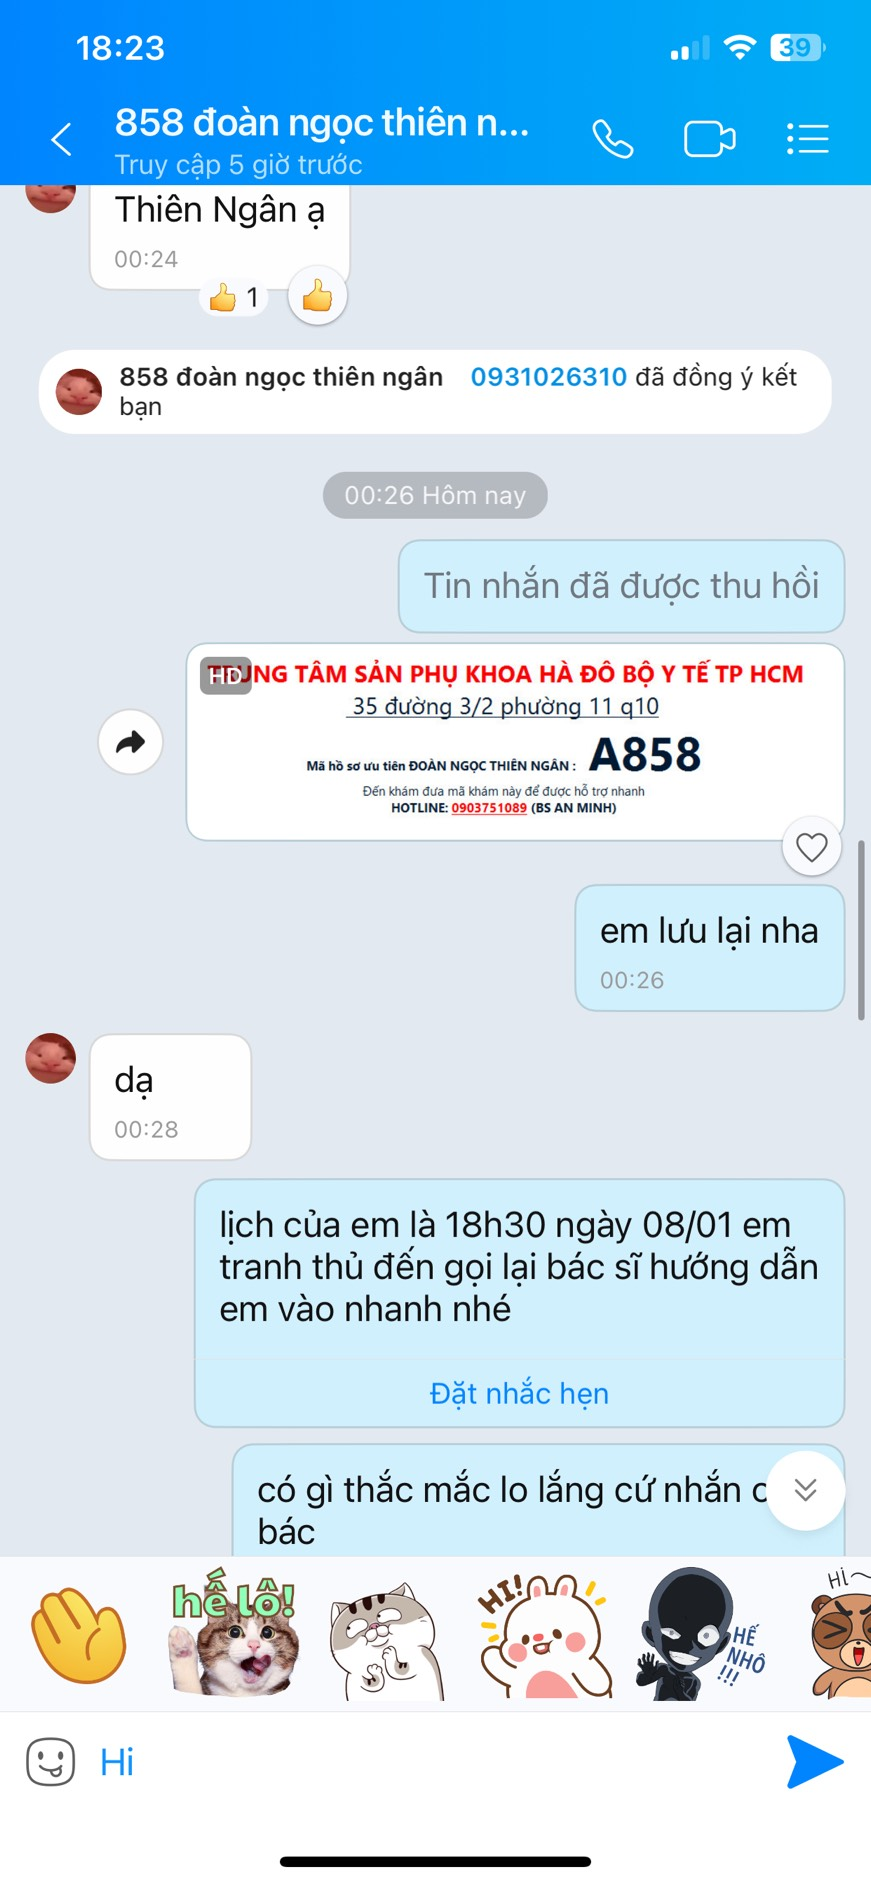 18:23
39
858 đoàn ngọc thiên n...
Truy cập 5 giờ trước
Thiên Ngân ạ
00:24
1
858 đoàn ngọc thiên ngân 0931026310 đã đồng ý kết
bạn
00:26 Hôm nay
Tin nhắn đã được thu hồi
HD
TRUNG TÂM SẢN PHỤ KHOA HÀ ĐÔ BỘ Y TẾ TP HCM
35 đường 3/2 phường 11 q10
Mã hồ sơ ưu tiên ĐOÀN NGỌC THIÊN NGÂN : A858
Đến khám đưa mã khám này để được hỗ trợ nhanh
HOTLINE: 0903751089 (BS AN MINH)
em lưu lại nha
00:26
dạ
00:28
lịch của em là 18h30 ngày 08/01 em
tranh thủ đến gọi lại bác sĩ hướng dẫn
em vào nhanh nhé
Đặt nhắc hẹn
có gì thắc mắc lo lắng cứ nhắn
bác
hế lô!
HI!
HẾ
NHÔ
!!!
Hi~
Hi